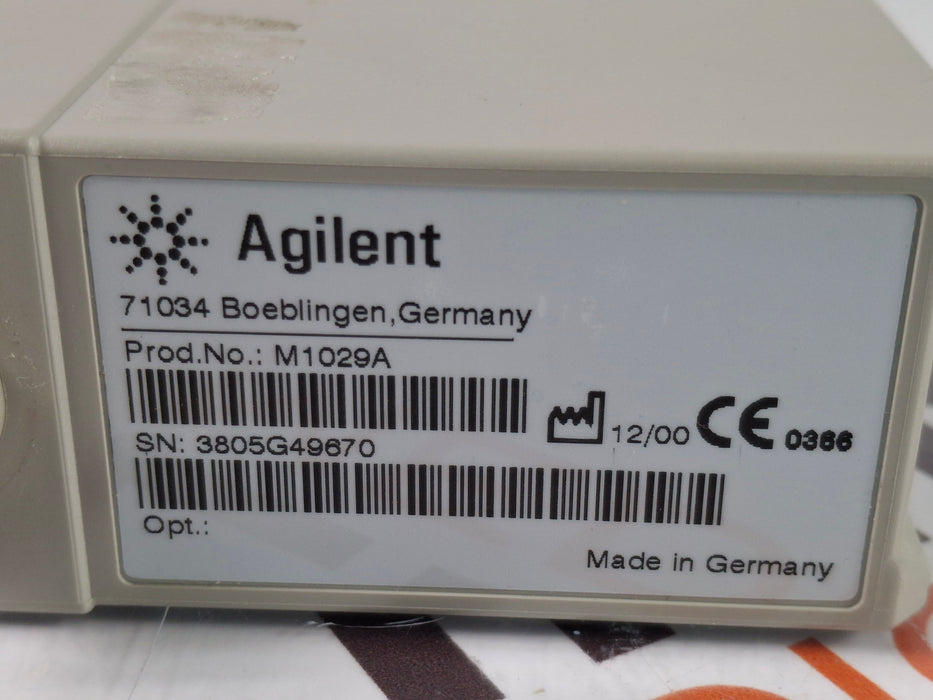 Agilent
71034 Boeblingen,Germany
Prod.No.: M1029A
12/00 CE 0366
SN: 3805G49670
Opt.:
Made in Germany